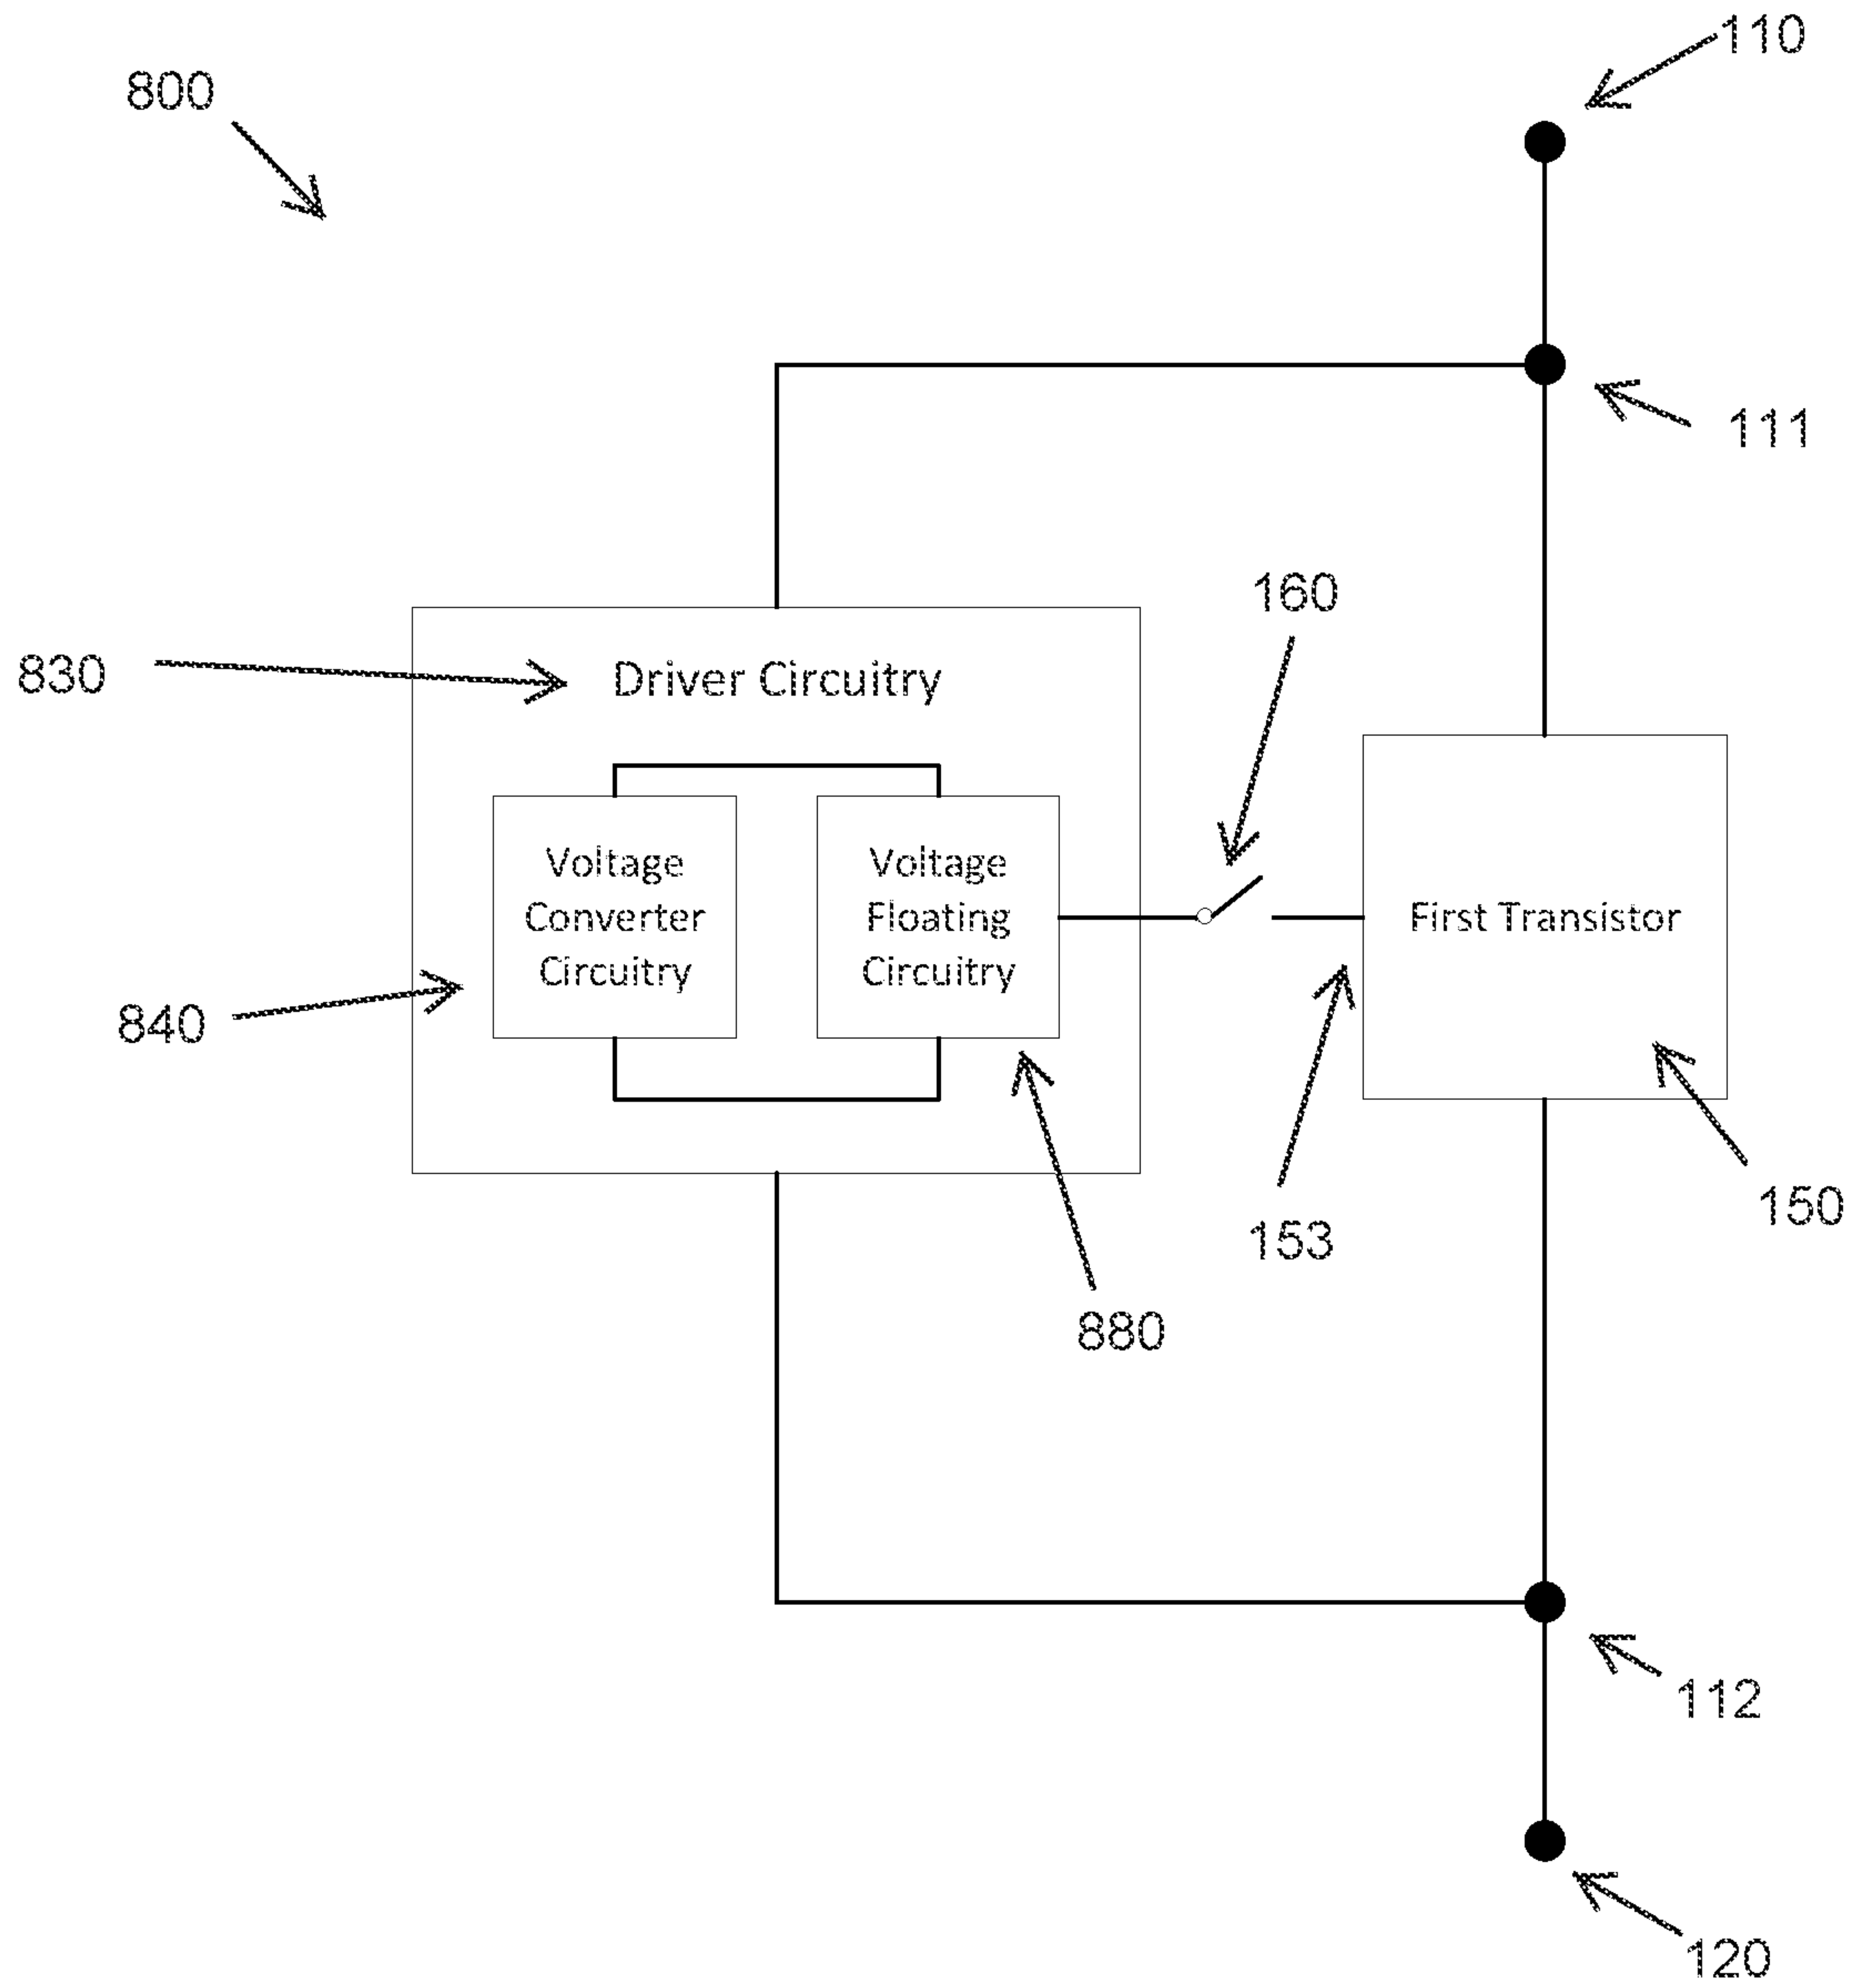 110
800
111
160
830
Driver Circuitry
Voltage
Converter
Circuitry
Voltage
Floating
Circuitry
First Transistor
840
150
153
880
112
120